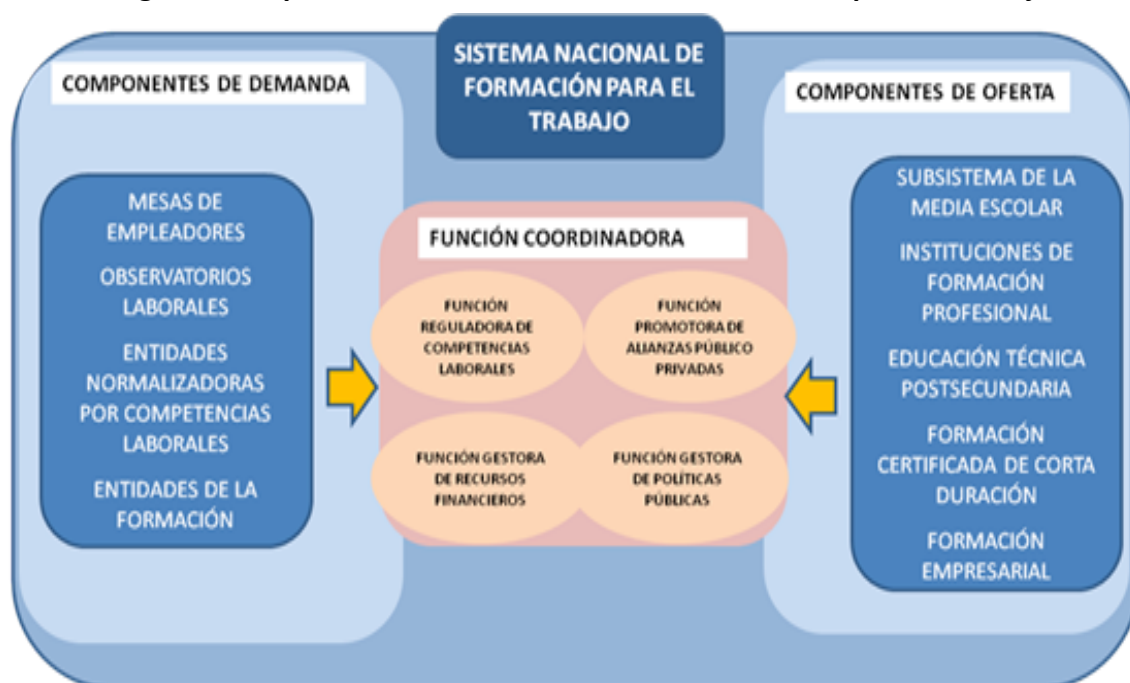 SISTEMA NACIONAL DE
FORMACIÓN PARA EL
TRABAJO
COMPONENTES DE DEMANDA
MESAS DE
EMPLEADORES
OBSERVATORIOS
LABORALES
ENTIDADES
NORMALIZADORAS
POR COMPETENCIAS
LABORALES
ENTIDADES DE LA
FORMACIÓN
FUNCIÓN COORDINADORA
FUNCIÓN
REGULADORA DE
COMPETENCIAS
LABORALES
FUNCIÓN
PROMOTORA DE
ALIANZAS PÚBLICO
PRIVADAS
FUNCIÓN GESTORA
DE RECURSOS
FINANCIEROS
FUNCIÓN GESTORA
DE POLÍTICAS
PÚBLICAS
COMPONENTES DE OFERTA
SUBSISTEMA DE LA
MEDIA ESCOLAR
INSTITUCIONES DE
FORMACIÓN
PROFESIONAL
EDUCACIÓN TÉCNICA
POSTSECUNDARIA
FORMACIÓN
CERTIFICADA DE CORTA
DURACIÓN
FORMACIÓN
EMPRESARIAL